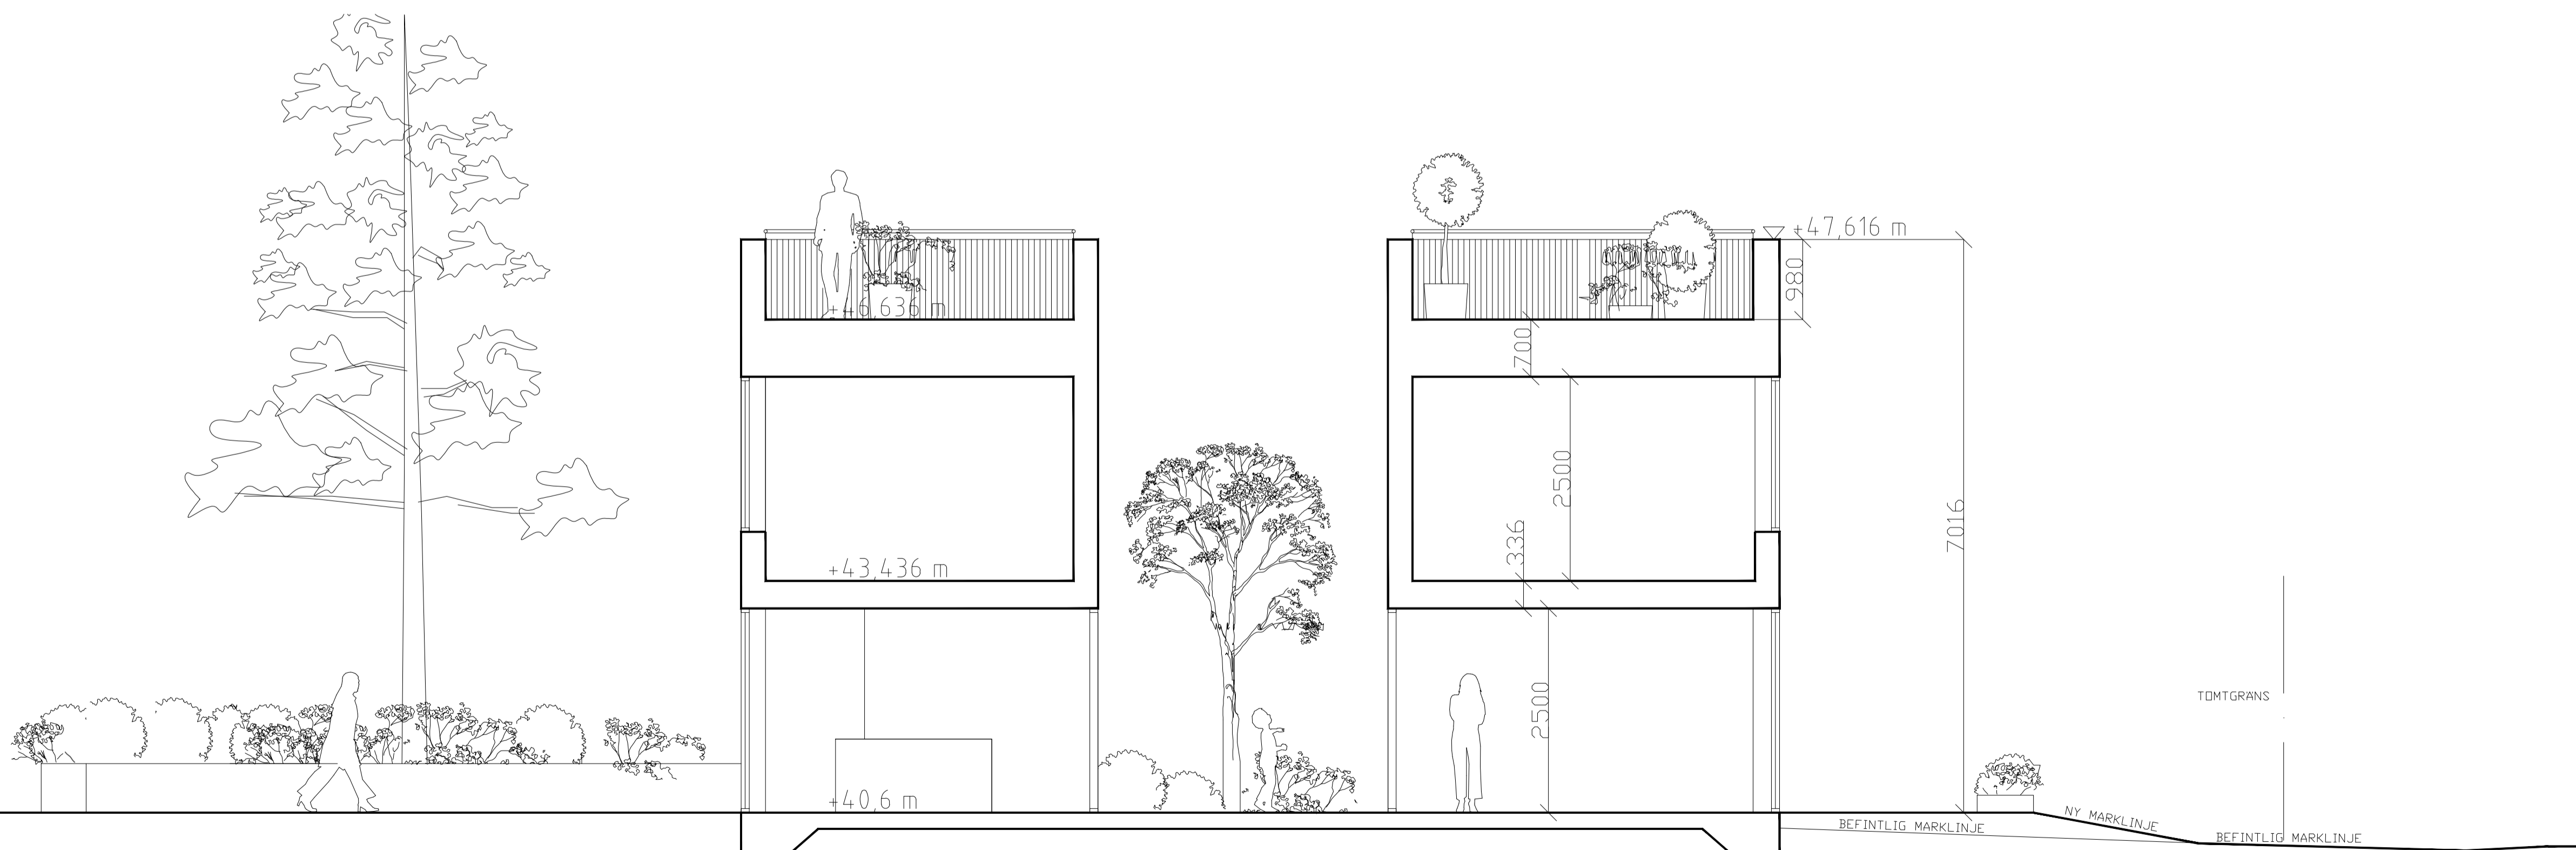 +47,616 m
980
+46,636 m
700
2500
7016
336
+43,436 m
2500
TOMTGRÄNS
+40,6 m
NY MARKLINJE
BEFINTLIG MARKLINJE
BEFINTLIG MARKLINJE